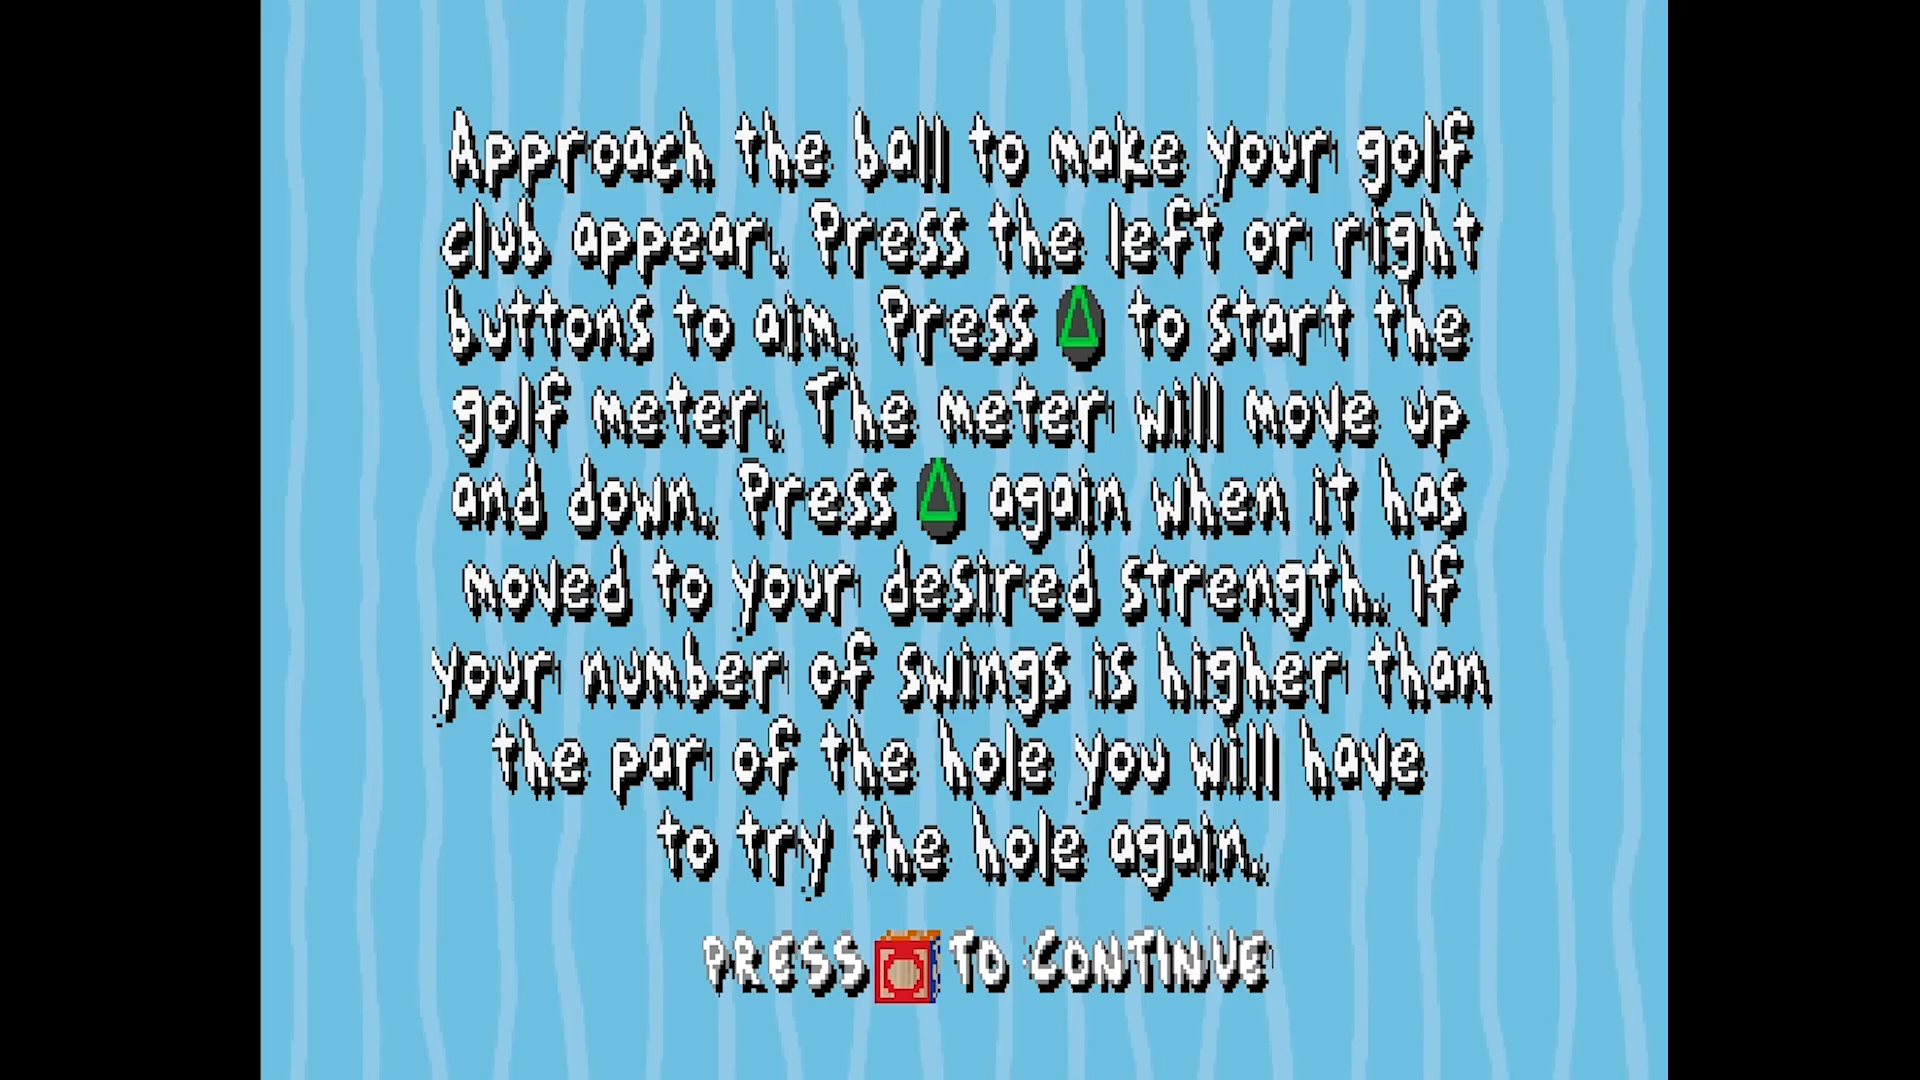 Approach the ball to make your golf
club appear. Press the left or right
buttons to aim. Press △ to start the
golf meter. The meter will move up
and down. Press △ again when it has
moved to your desired strength. If
your number of swings is higher than
the par of the hole you will have
to try the hole again.
PRESS TO CONTINUE